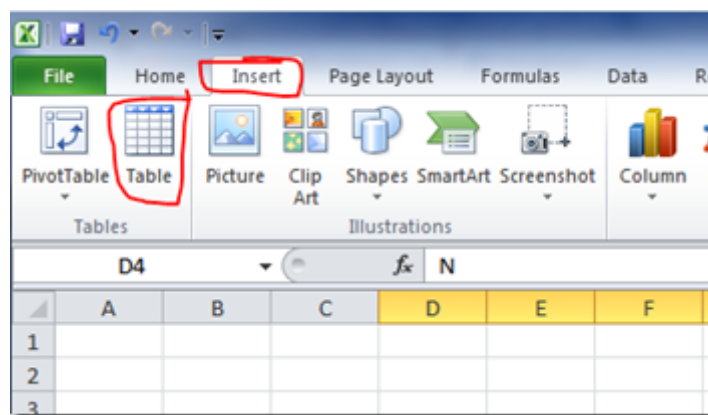 File Home Insert Page Layout Formulas Data R
PivotTable Table Picture Clip Art Shapes SmartArt Screenshot Column
Tables Illustrations
D4 fx N
A B C D E F
1
2
3